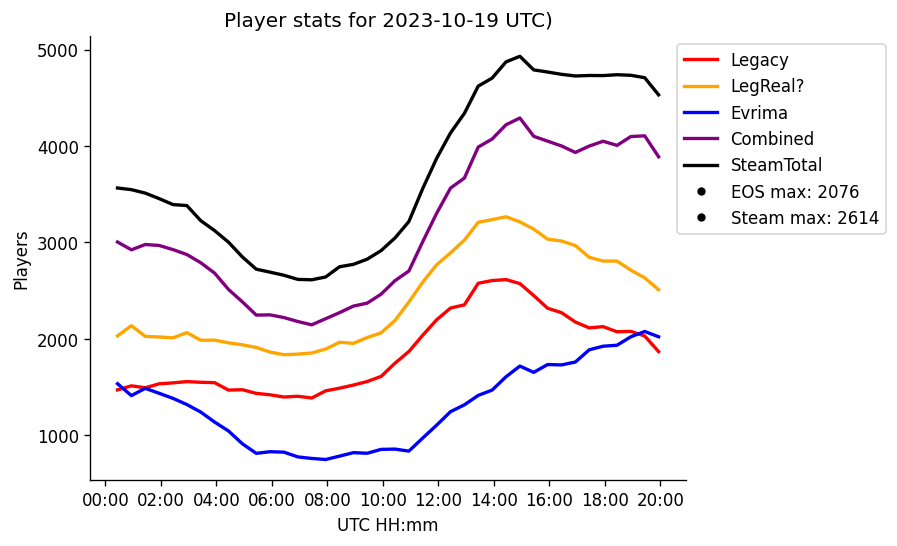 Player stats for 2023-10-19 UTC)
5000
4000
3000
2000
1000
Players
00:00 02:00 04:00 06:00 08:00 10:00 12:00 14:00 16:00 18:00 20:00
UTC HH:mm
Legacy
LegReal?
Evrima
Combined
SteamTotal
EOS max: 2076
Steam max: 2614